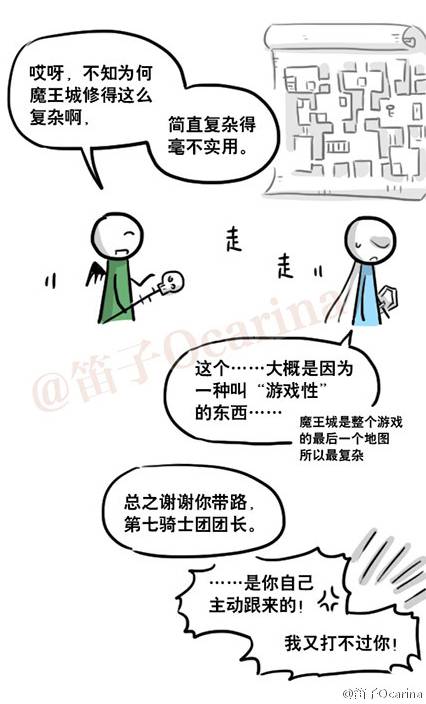 哎呀，不知为何
魔王城修得这么
复杂啊，
简直复杂得
毫不实用。
走
走
@笛子Ocarina
这个……大概是因为
一种叫“游戏性”
的东西……
魔王城是整个游戏
的最后一个地图
所以最复杂
总之谢谢你带路，
第七骑士团团长。
……是你自己
主动跟来的！
我又打不过你！
@笛子Ocarina